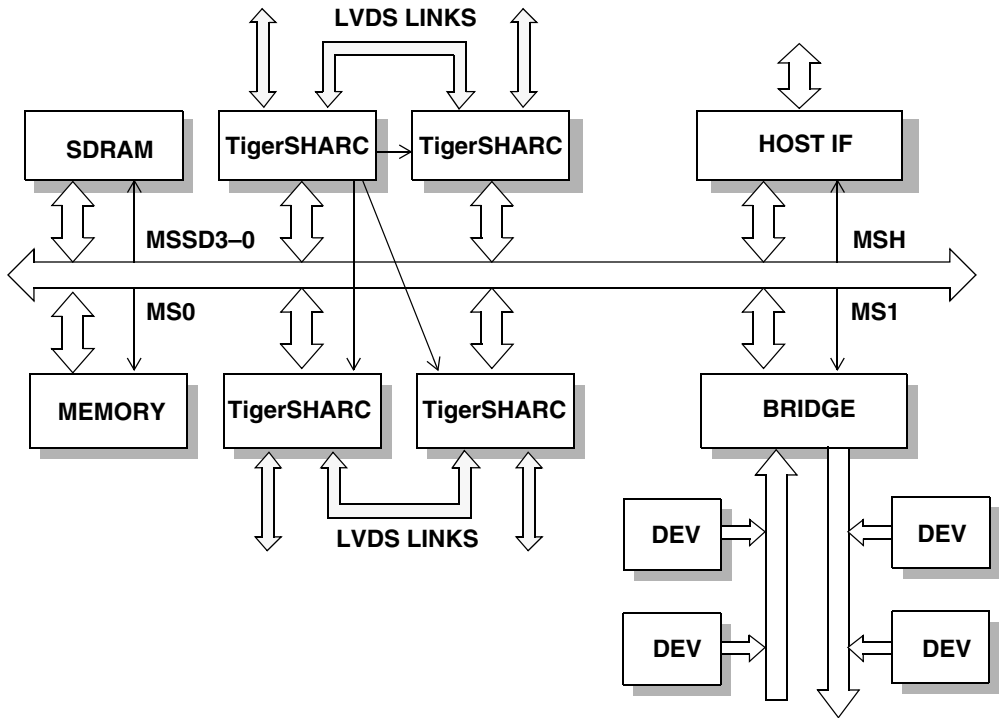 LVDS LINKS
SDRAM
TigerSHARC
TigerSHARC
HOST IF
MSSD3–0
MSH
MS0
MS1
MEMORY
TigerSHARC
TigerSHARC
BRIDGE
LVDS LINKS
DEV
DEV
DEV
DEV